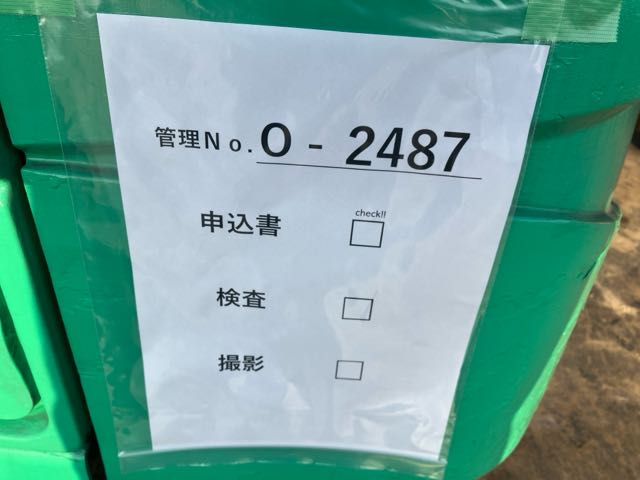 管理No. O - 2487
check!!
申込書 □
検査 □
撮影 □